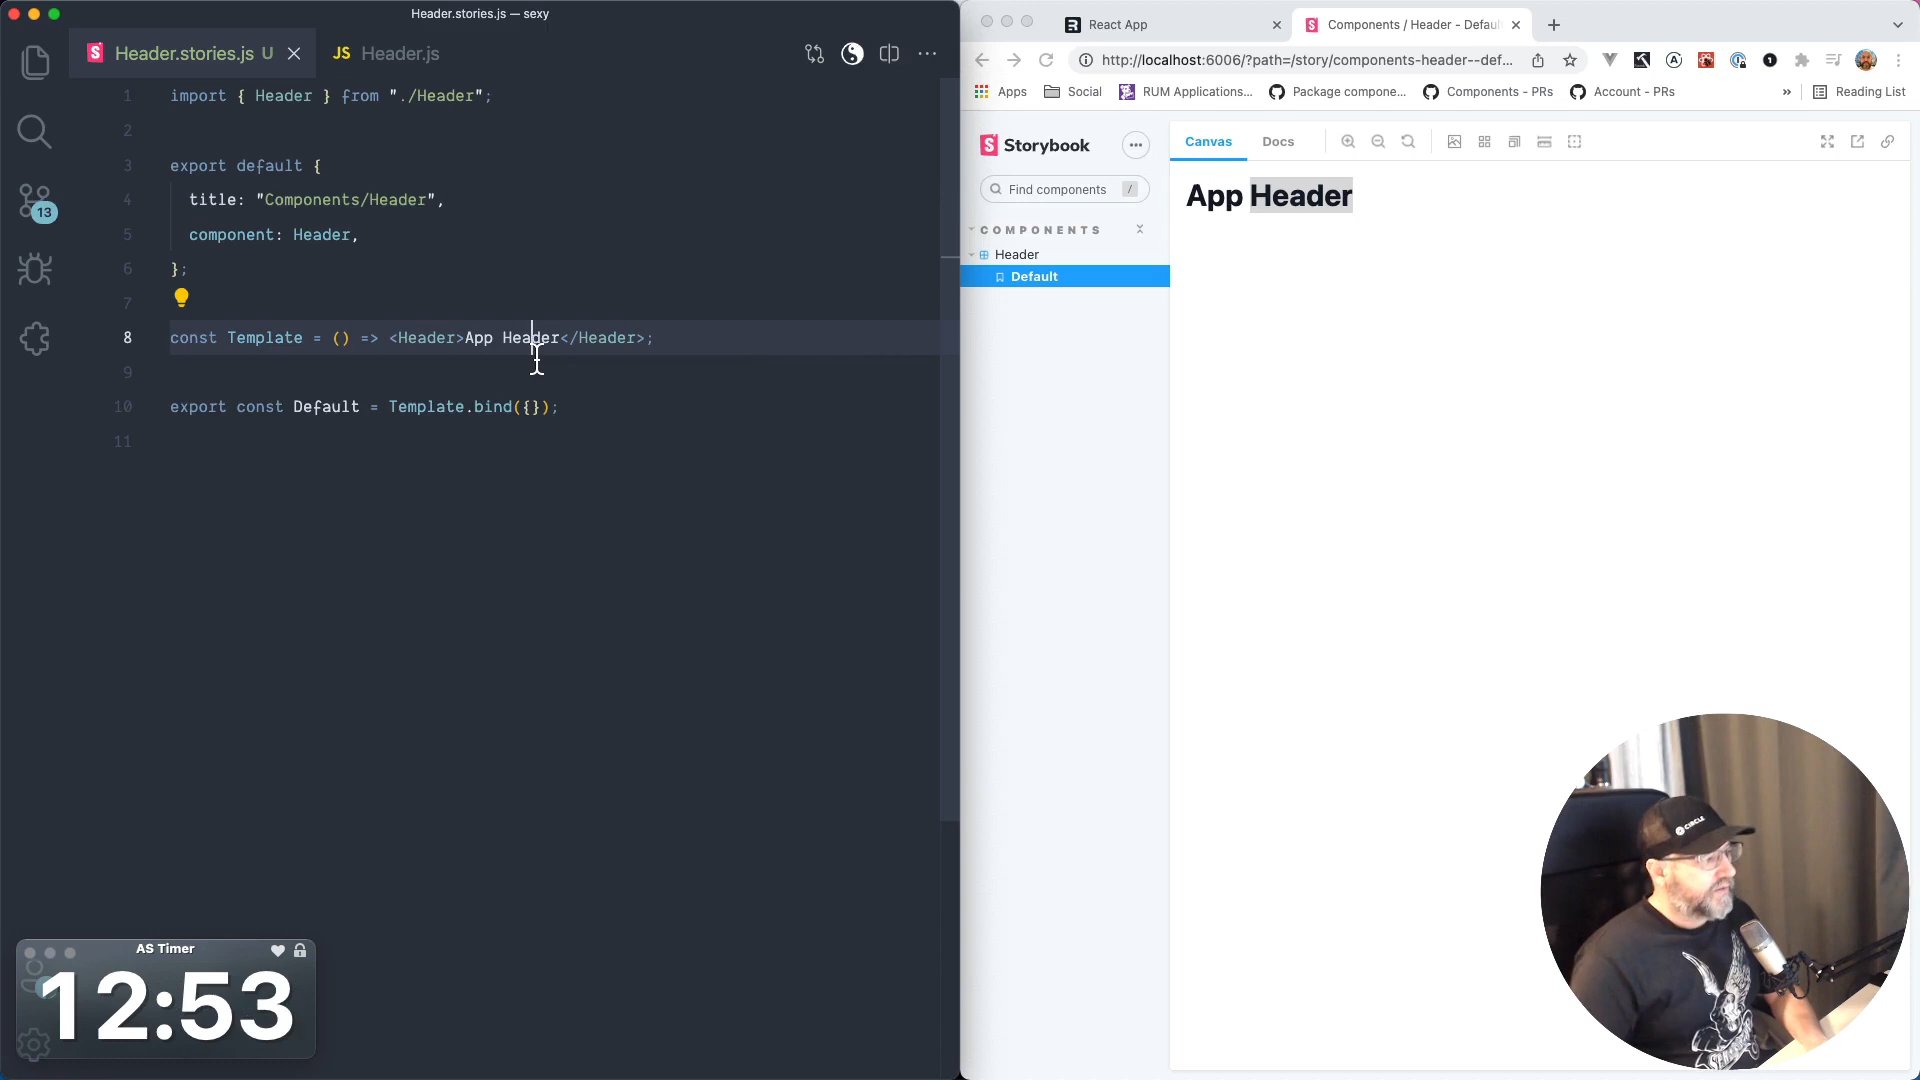 Header.stories.js — sexy
Header.stories.js U
JS Header.js
1 import { Header } from "./Header";
2
3 export default {
4 title: "Components/Header",
5 component: Header,
6 };
7
8 const Template = () => <Header>App Header</Header>;
9
10 export const Default = Template.bind({});
11
13
AS Timer
12:53
React App
Components / Header - Defaul
http://localhost:6006/?path=/story/components-header--def...
Apps
Social
RUM Applications...
Package compone...
Components - PRs
Account - PRs
»
Reading List
Storybook
Find components /
COMPONENTS
Header
Default
Canvas
Docs
App Header
CIRCLE